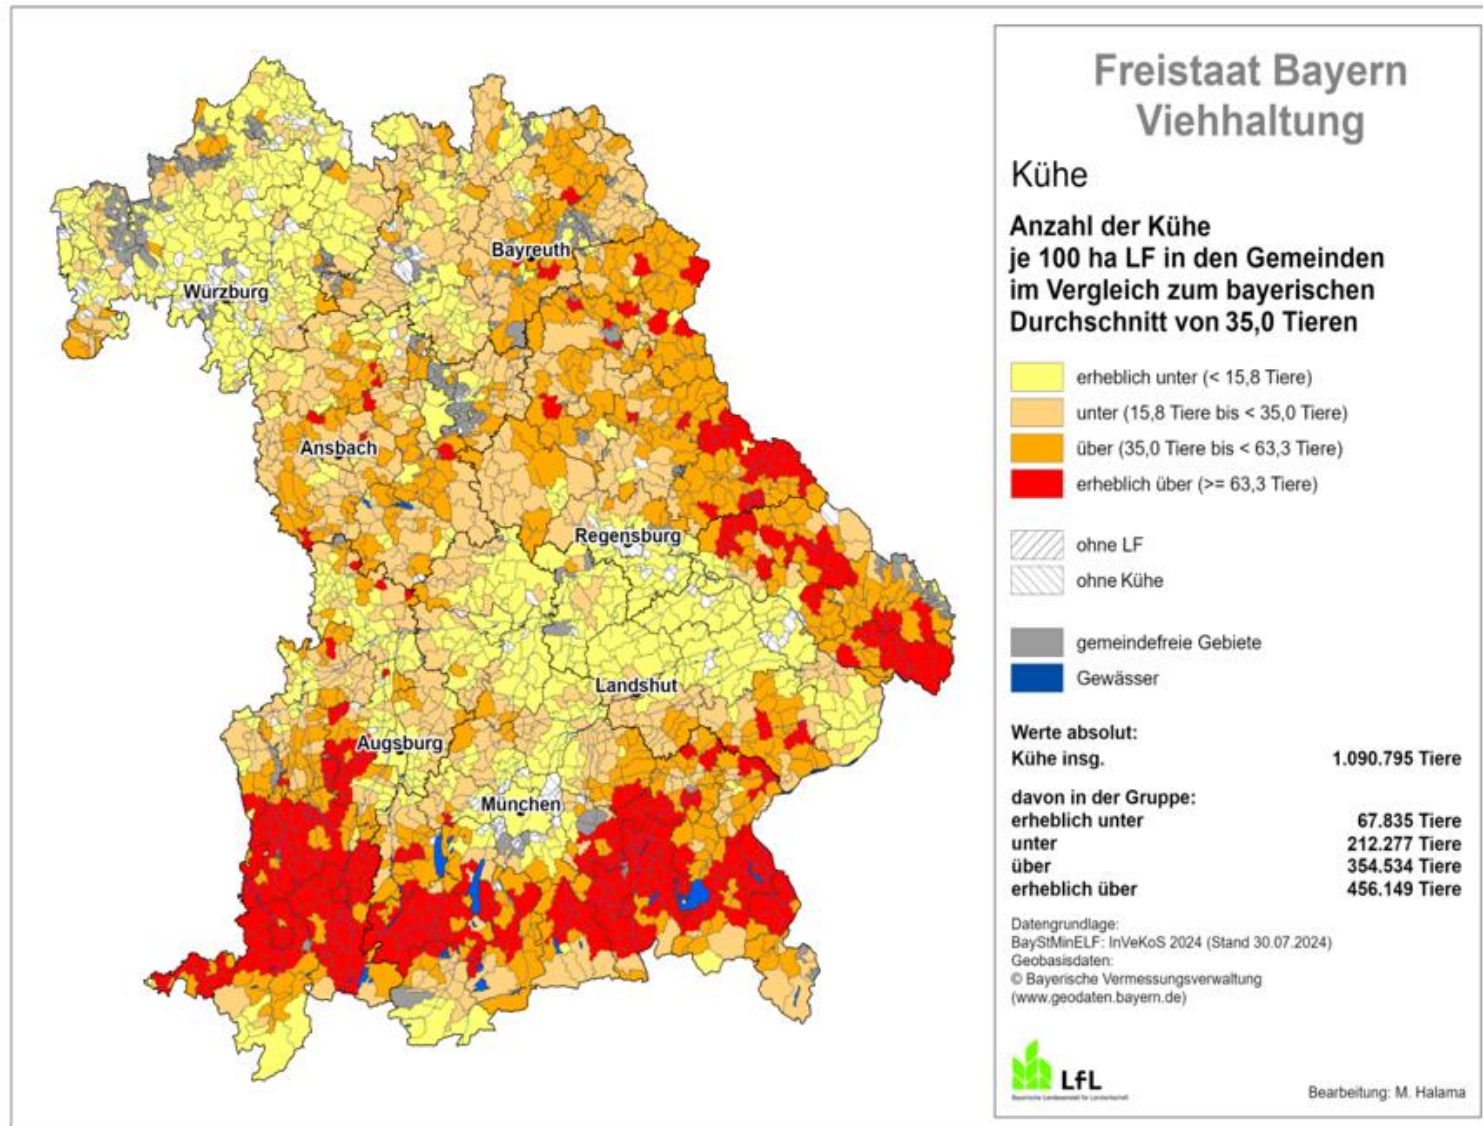 Freistaat Bayern
Viehhaltung
Kühe
Anzahl der Kühe
je 100 ha LF in den Gemeinden
im Vergleich zum bayerischen
Durchschnitt von 35,0 Tieren
erheblich unter (< 15,8 Tiere)
unter (15,8 Tiere bis < 35,0 Tiere)
über (35,0 Tiere bis < 63,3 Tiere)
erheblich über (>= 63,3 Tiere)
ohne LF
ohne Kühe
gemeindefreie Gebiete
Gewässer
Werte absolut:
Kühe insg. 1.090.795 Tiere
davon in der Gruppe:
erheblich unter 67.835 Tiere
unter 212.277 Tiere
über 354.534 Tiere
erheblich über 456.149 Tiere
Datengrundlage:
BayStMinELF: InVeKoS 2024 (Stand 30.07.2024)
Geobasisdaten:
© Bayerische Vermessungsverwaltung
(www.geodaten.bayern.de)
LfL
Bayerische Landesanstalt für Landwirtschaft
Bearbeitung: M. Halama
Bayreuth
Würzburg
Ansbach
Regensburg
Landshut
Augsburg
München